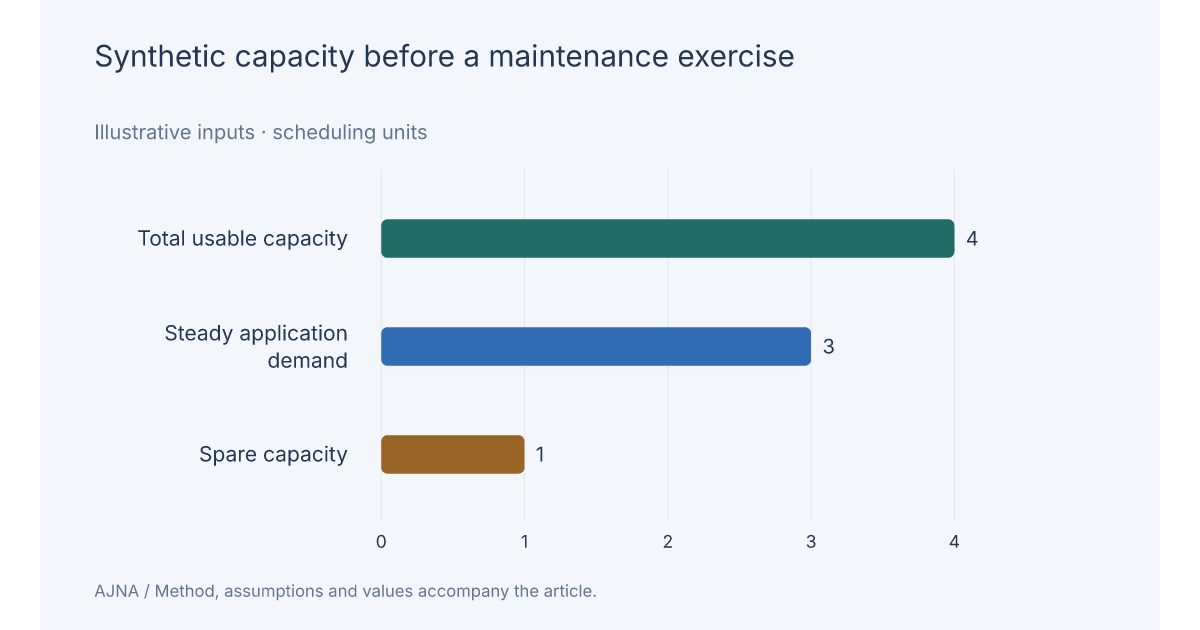 Synthetic capacity before a maintenance exercise
Illustrative inputs · scheduling units
Total usable capacity
4
Steady application
demand
3
Spare capacity
1
0 1 2 3 4
AJNA / Method, assumptions and values accompany the article.